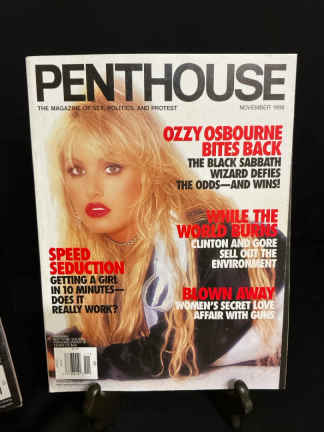 PENTHOUSE
THE MAGAZINE OF SEX, POLITICS, AND PROTEST
NOVEMBER 1998
OZZY OSBOURNE
BITES BACK
THE BLACK SABBATH
WIZARD DEFIES
THE ODDS—AND WINS!
WHILE THE
WORLD BURNS
CLINTON AND GORE
SELL OUT THE
ENVIRONMENT
SPEED
SEDUCTION
GETTING A GIRL
IN 10 MINUTES—
DOES IT
REALLY WORK?
BLOWN AWAY
WOMEN'S SECRET LOVE
AFFAIR WITH GUNS